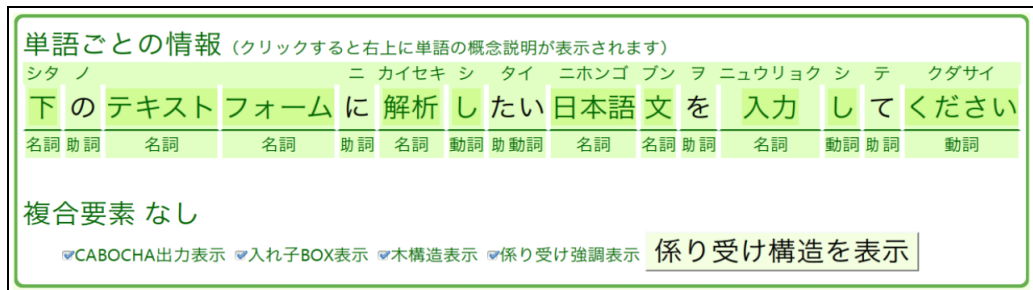 単語ごとの情報（クリックすると右上に単語の概念説明が表示されます）
シタ ノ ニ カイセキ シ タイ ニホンゴ ブン ヲ ニュウリョク シ テ クダサイ
下 の テキスト フォーム に 解析 し たい 日本語 文 を 入力 し て ください
名詞 助詞 名詞 名詞 助詞 名詞 動詞 助動詞 名詞 名詞 助詞 名詞 動詞 助詞 動詞
複合要素 なし
CABOCHA出力表示 入れ子BOX表示 木構造表示 係り受け強調表示 係り受け構造を表示